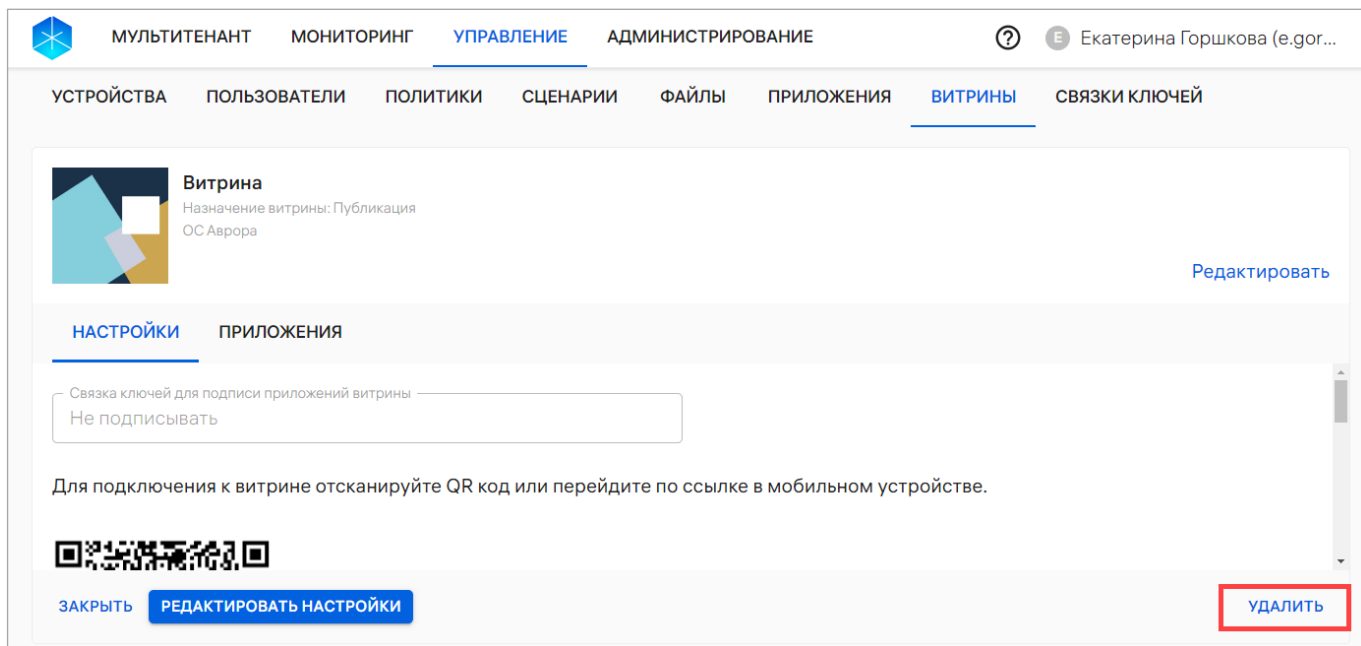 МУЛЬТИТЕНАНТ МОНИТОРИНГ УПРАВЛЕНИЕ АДМИНИСТРИРОВАНИЕ ? E Екатерина Горшкова (e.gor...
УСТРОЙСТВА ПОЛЬЗОВАТЕЛИ ПОЛИТИКИ СЦЕНАРИИ ФАЙЛЫ ПРИЛОЖЕНИЯ ВИТРИНЫ СВЯЗКИ КЛЮЧЕЙ
Витрина
Назначение витрины: Публикация
ОС Аврора
Редактировать
НАСТРОЙКИ ПРИЛОЖЕНИЯ
Связка ключей для подписи приложений витрины
Не подписывать
Для подключения к витрине отсканируйте QR код или перейдите по ссылке в мобильном устройстве.
ЗАКРЫТЬ РЕДАКТИРОВАТЬ НАСТРОЙКИ УДАЛИТЬ